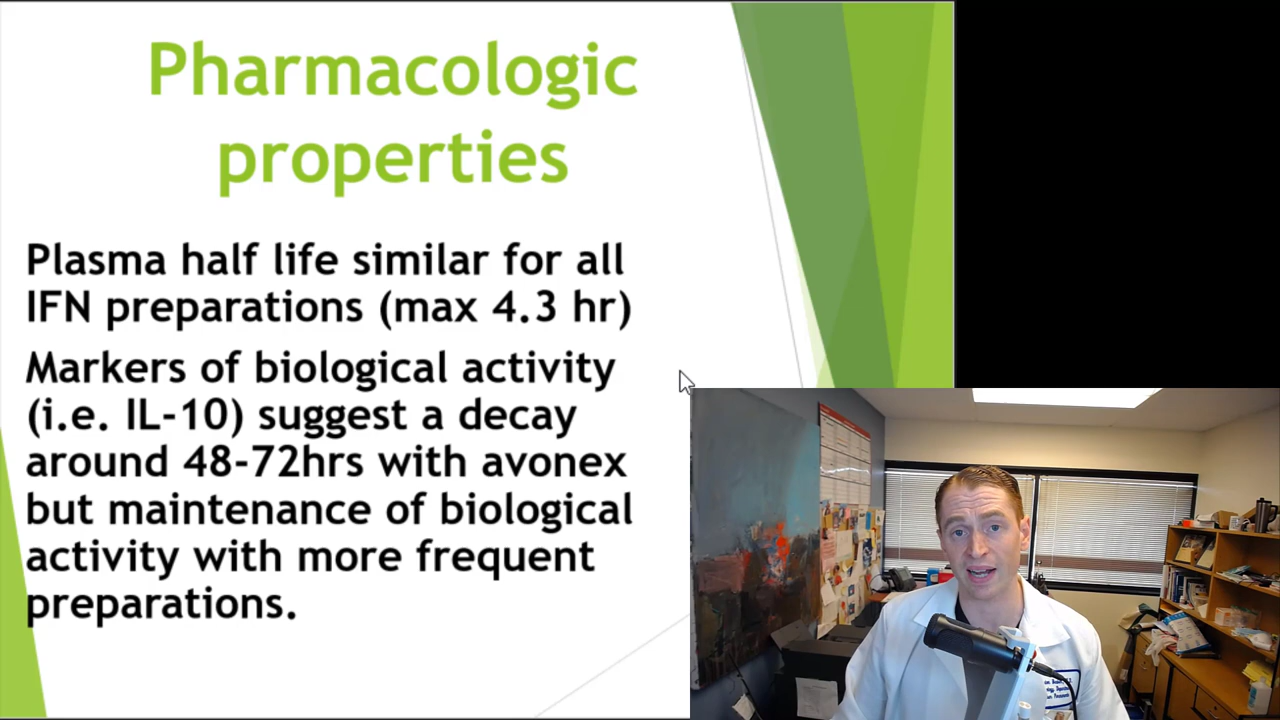 Pharmacologic
properties
Plasma half life similar for all
IFN preparations (max 4.3 hr)
Markers of biological activity
(i.e. IL-10) suggest a decay
around 48-72hrs with avonex
but maintenance of biological
activity with more frequent
preparations.